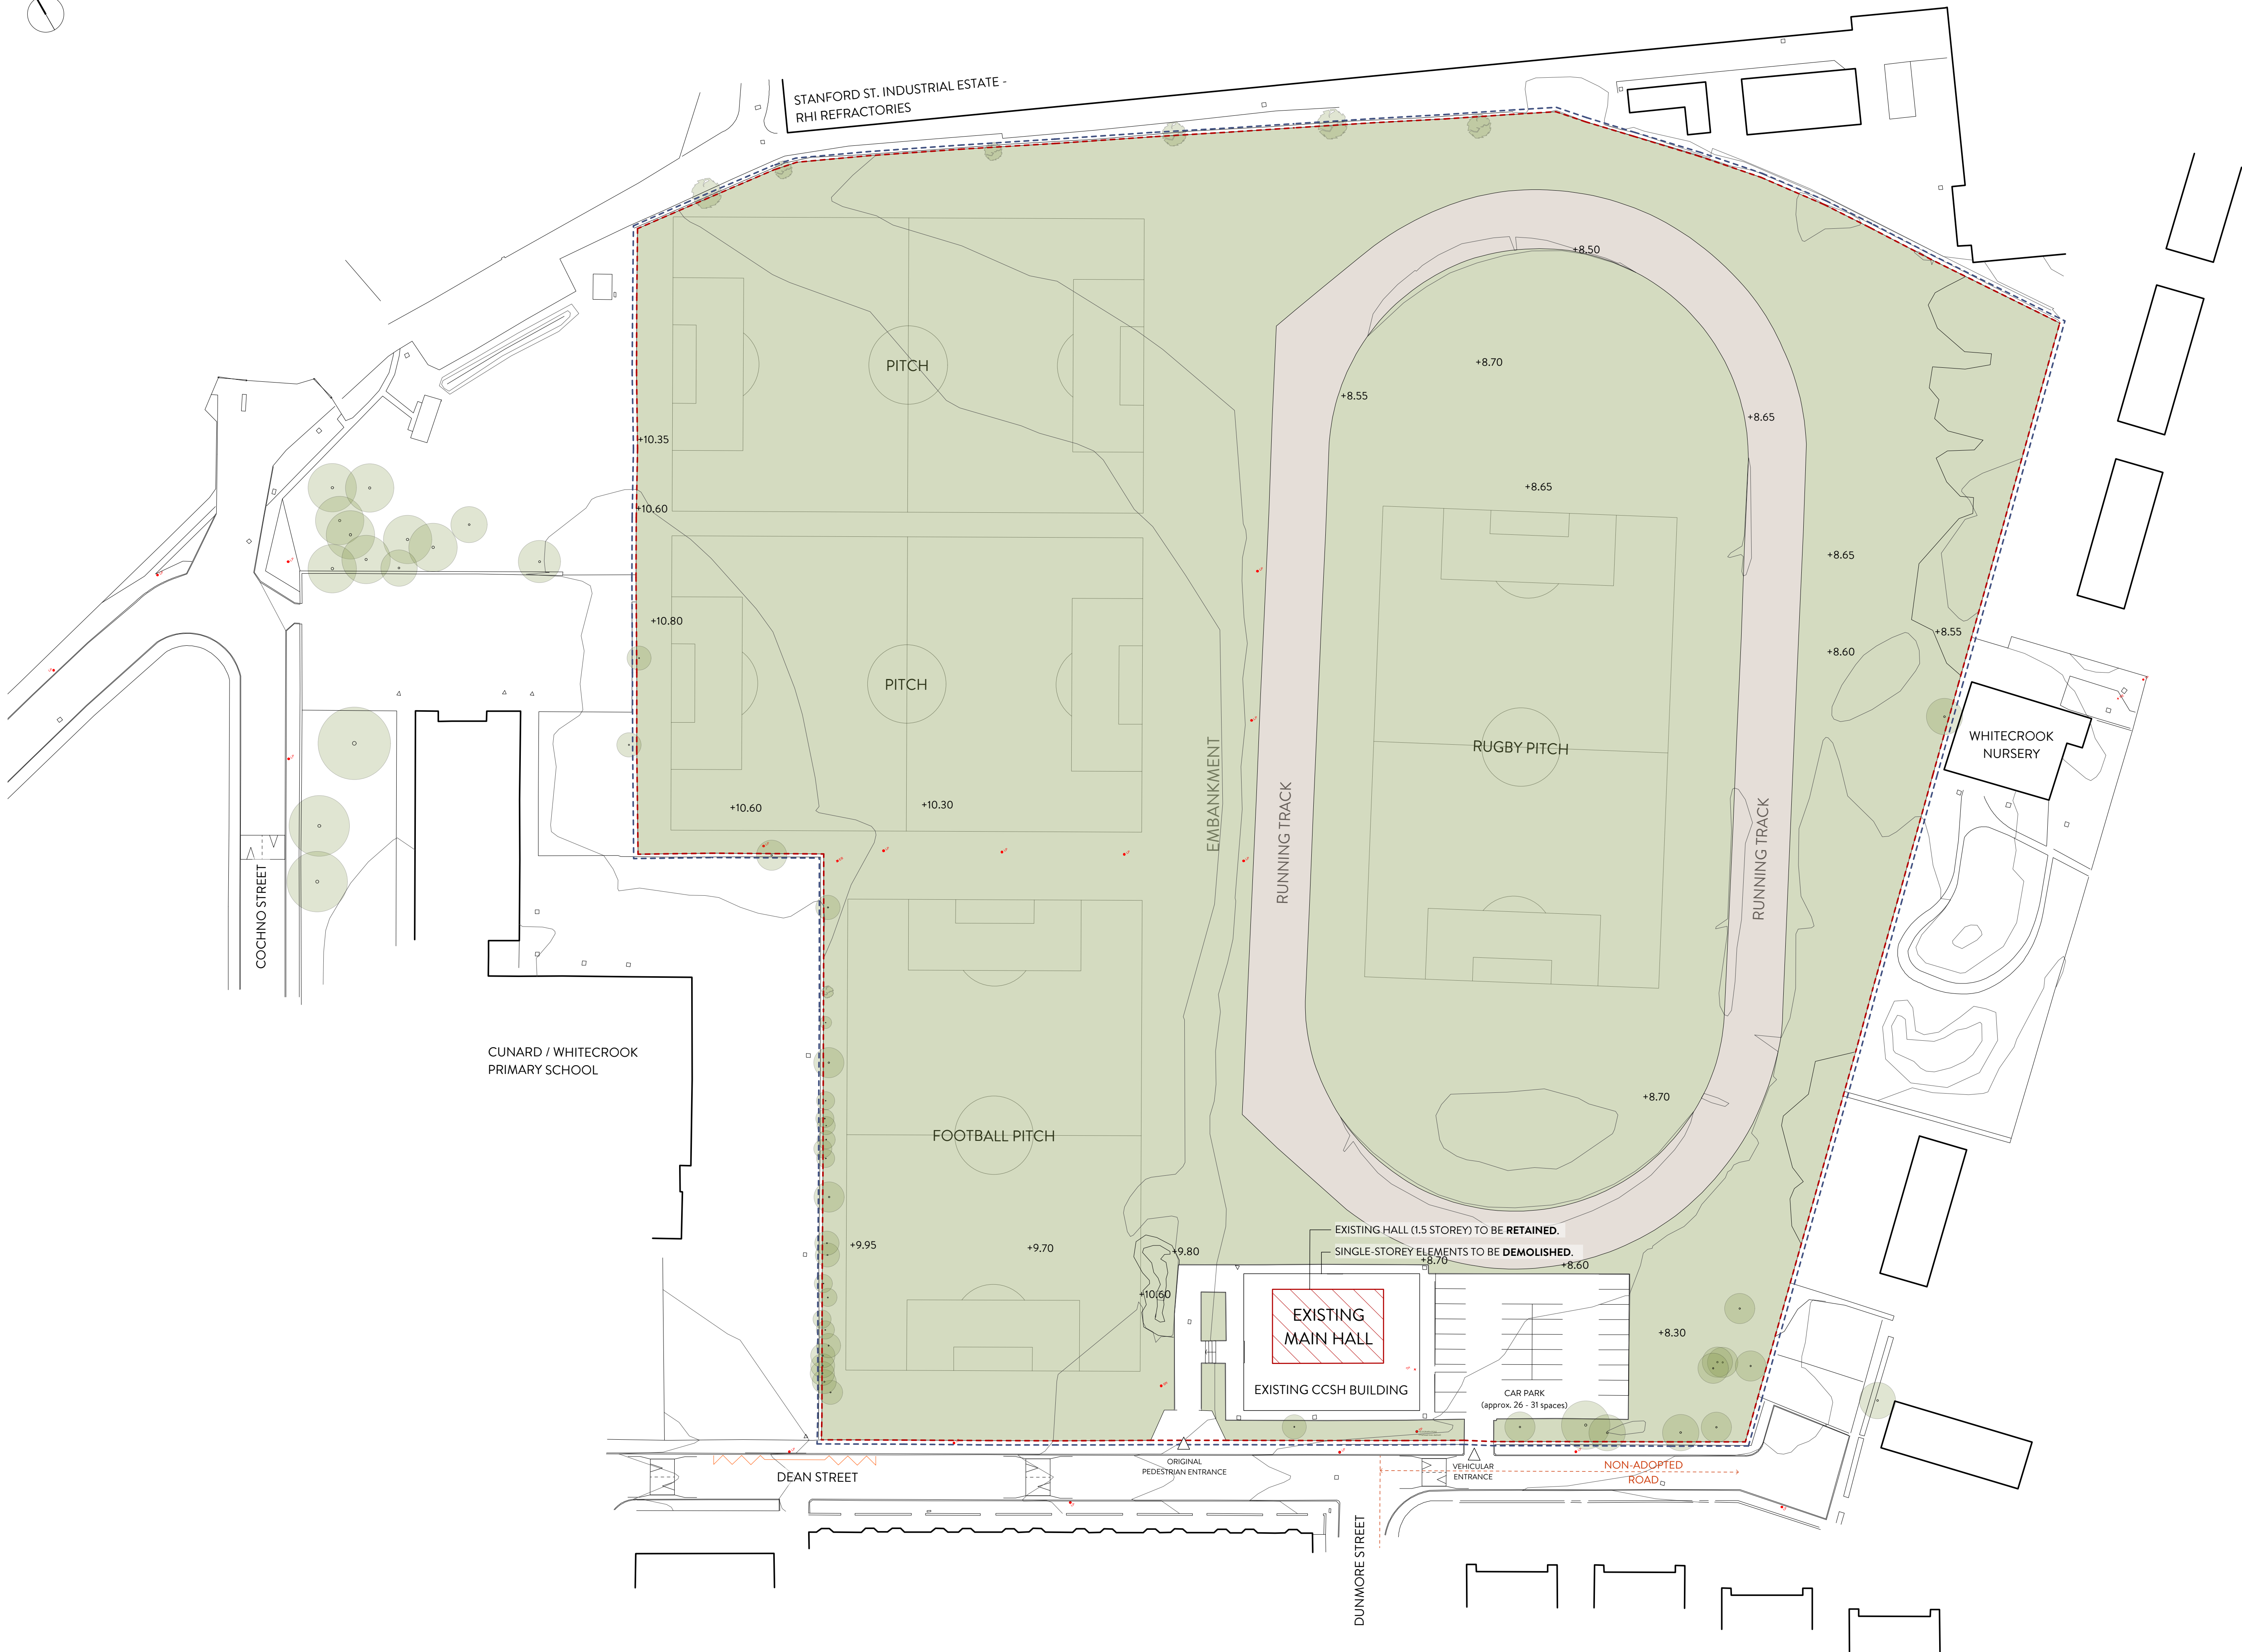 STANFORD ST. INDUSTRIAL ESTATE -
RHI REFRACTORIES
+8.50
PITCH
+8.70
+8.55
+8.65
+10.35
+8.65
+10.60
+8.65
+10.80
+8.55
+8.60
PITCH
WHITECROOK
NURSERY
RUGBY PITCH
EMBANKMENT
RUNNING TRACK
RUNNING TRACK
+10.60
+10.30
COCHNO STREET
CUNARD / WHITECROOK
PRIMARY SCHOOL
+8.70
FOOTBALL PITCH
EXISTING HALL (1.5 STOREY) TO BE RETAINED.
+9.95
+9.70
+9.80
SINGLE-STOREY ELEMENTS TO BE DEMOLISHED.
+8.70
+8.60
+10.60
EXISTING
MAIN HALL
+8.30
EXISTING CCSH BUILDING
CAR PARK
(approx. 26 - 31 spaces)
ORIGINAL
PEDESTRIAN ENTRANCE
VEHICULAR
ENTRANCE
NON-ADOPTED
ROAD
DEAN STREET
DUNMORE STREET